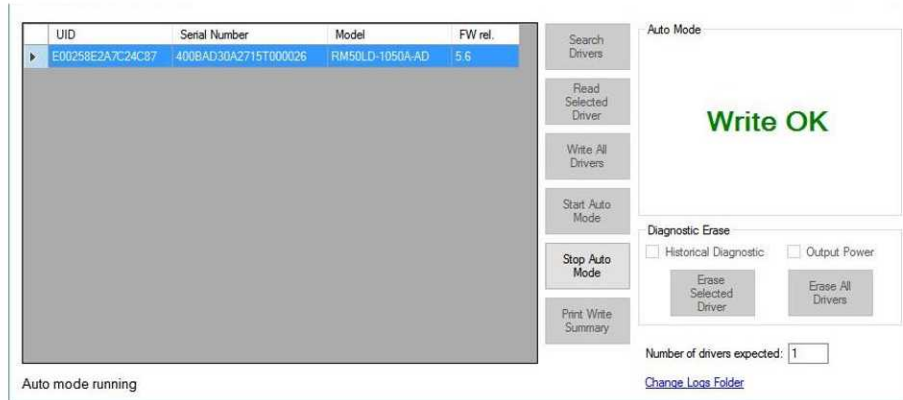 UID Serial Number Model FW rel.
E00258E2A7C24C87 400BAD30A2715T000026 RM50LD-1050A-AD 5.6
Search
Drivers
Read
Selected
Driver
Write All
Drivers
Start Auto
Mode
Stop Auto
Mode
Print Write
Summary
Auto Mode
Write OK
Diagnostic Erase
Historical Diagnostic Output Power
Erase
Selected
Driver
Erase All
Drivers
Number of drivers expected: 1
Auto mode running
Change Logs Folder